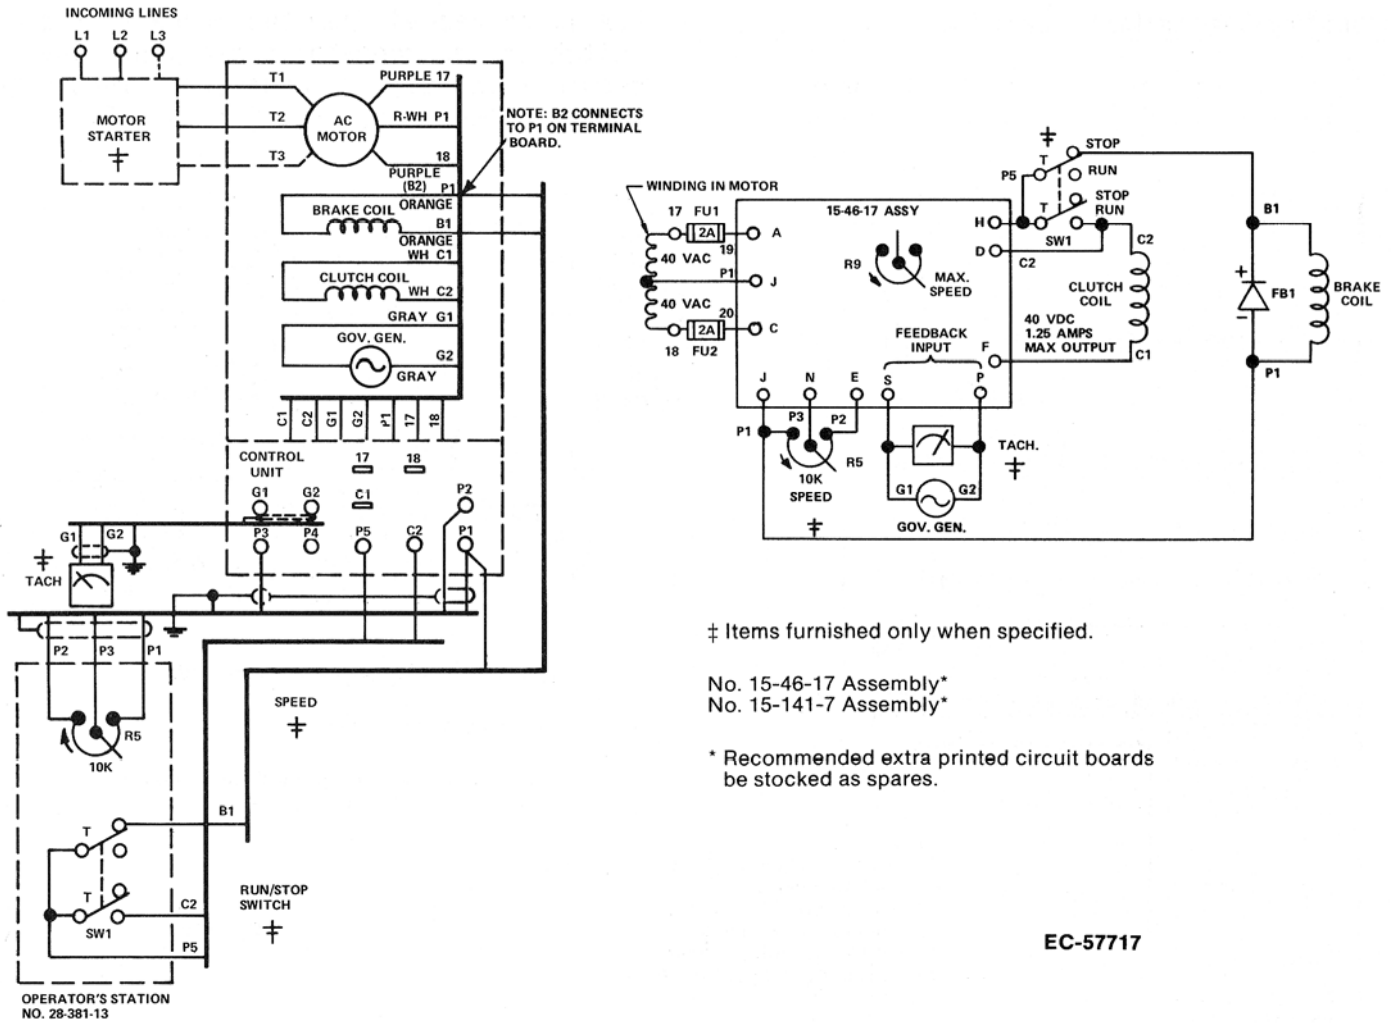 INCOMING LINES
L1 L2 L3
MOTOR
STARTER
‡
T1
T2
T3
AC
MOTOR
PURPLE 17
R-WH P1
18
PURPLE
(B2) P1
ORANGE
BRAKE COIL
B1
ORANGE
WH C1
CLUTCH COIL
WH C2
GRAY G1
GOV. GEN.
G2
GRAY
C1 C2 G1 G2 P1 17 18
NOTE: B2 CONNECTS
TO P1 ON TERMINAL
BOARD.
CONTROL
UNIT
17 18
G1 G2 C1 P2
P3 P4 P5 C2 P1
G1 G2
‡
TACH
P2 P3 P1
R5
10K
SPEED
‡
B1
T
T
SW1
C2
P5
RUN/STOP
SWITCH
‡
OPERATOR'S STATION
NO. 28-381-13
WINDING IN MOTOR
17 FU1
2A
19
A
40 VAC
P1
J
40 VAC
20
2A
C
18 FU2
15-46-17 ASSY
R9
MAX.
SPEED
FEEDBACK
INPUT
H
D
F
J N E S P
P1
P3
P2
R5
10K
SPEED
‡
TACH.
‡
G1 G2
GOV. GEN.
‡
STOP
T
RUN
P5
STOP
T
RUN
SW1
C2
C2
CLUTCH
COIL
40 VDC
1.25 AMPS
MAX OUTPUT
C1
B1
+
FB1
−
BRAKE
COIL
P1
‡ Items furnished only when specified.
No. 15-46-17 Assembly*
No. 15-141-7 Assembly*
* Recommended extra printed circuit boards
be stocked as spares.
EC-57717